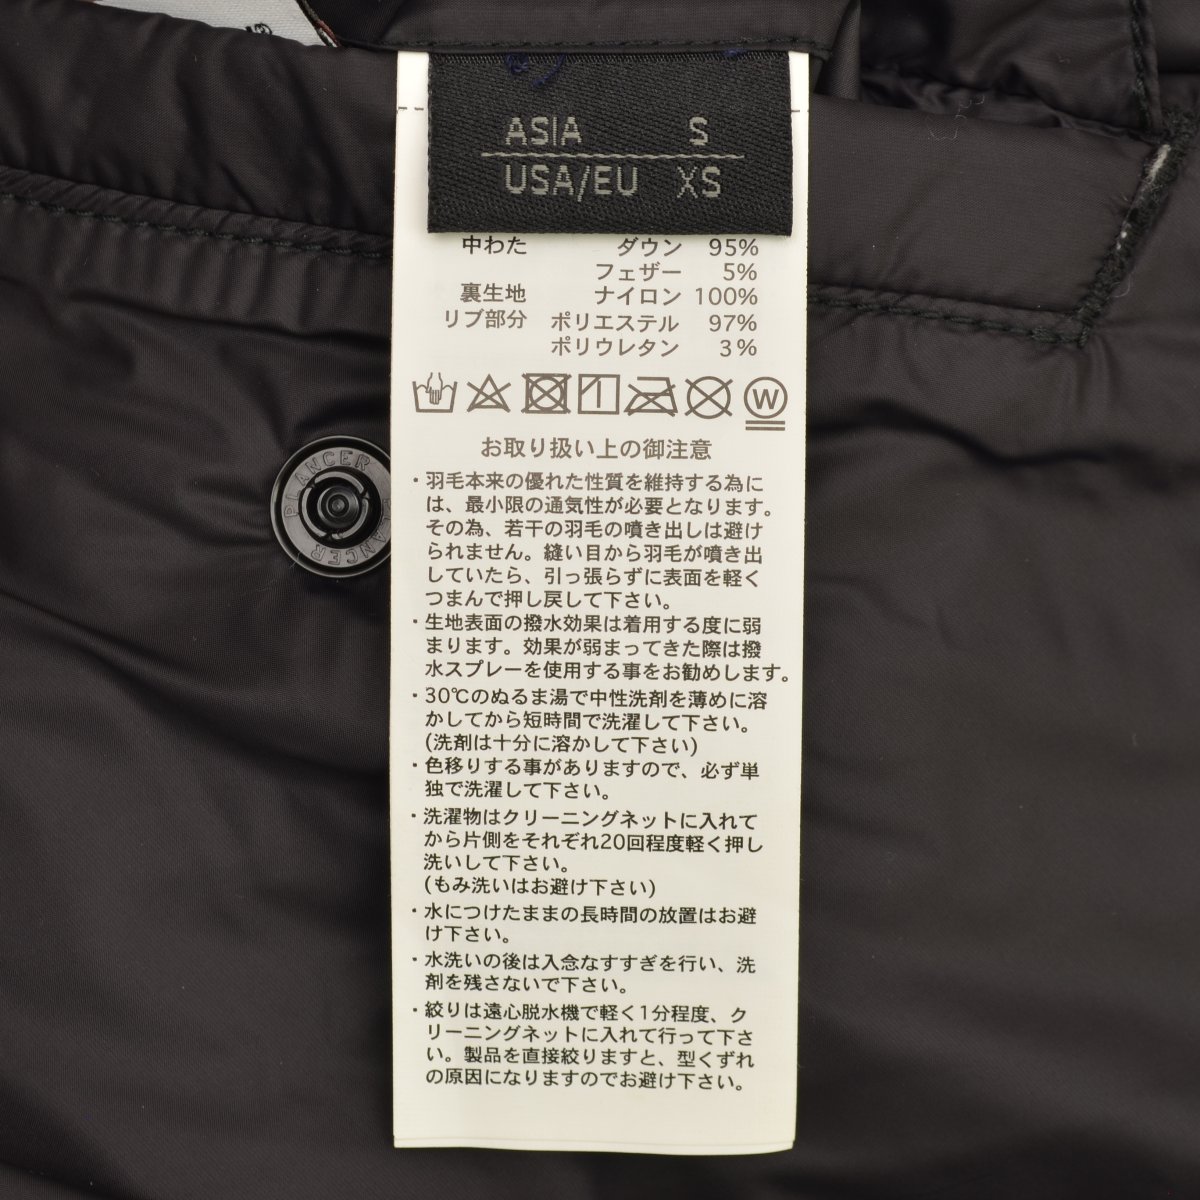 ASIA S
USA/EU XS
中わた ダウン 95%
フェザー 5%
裏生地 ナイロン 100%
リブ部分 ポリエステル 97%
ポリウレタン 3%
W
お取り扱い上の御注意
・羽毛本来の優れた性質を維持する為に
は、最小限の通気性が必要となります。
その為、若干の羽毛の噴き出しは避け
られません。縫い目から羽毛が噴き出
していたら、引っ張らずに表面を軽く
つまんで押し戻して下さい。
・生地表面の撥水効果は着用する度に弱
まります。効果が弱まってきた際は撥
水スプレーを使用する事をお勧めします。
・30℃のぬるま湯で中性洗剤を薄めに溶
かしてから短時間で洗濯して下さい。
(洗剤は十分に溶かして下さい)
・色移りする事がありますので、必ず単
独で洗濯して下さい。
・洗濯物はクリーニングネットに入れて
から片側をそれぞれ20回程度軽く押し
洗いして下さい。
(もみ洗いはお避け下さい)
・水につけたままの長時間の放置はお避
け下さい。
・水洗いの後は入念なすすぎを行い、洗
剤を残さないで下さい。
・絞りは遠心脱水機で軽く1分程度、ク
リーニングネットに入れて行って下さ
い。製品を直接絞りますと、型くずれ
の原因になりますのでお避け下さい。
PLANCER